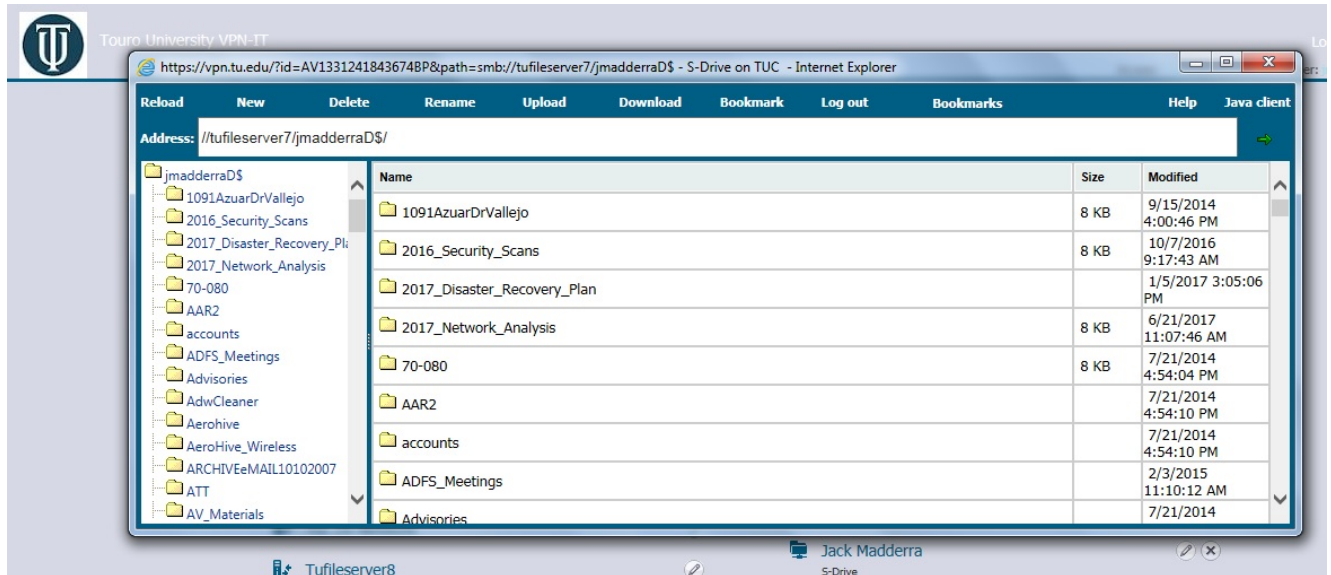 Touro University VPN-IT
Lo
https://vpn.tu.edu/?id=AV1331241843674BP&path=smb://tufileserver7/jmadderraD$ - S-Drive on TUC - Internet Explorer
er:
Reload New Delete Rename Upload Download Bookmark Log out Bookmarks Help Java client
Address: //tufileserver7/jmadderraD$/
jmadderraD$
1091AzuarDrVallejo
2016_Security_Scans
2017_Disaster_Recovery_Pla
2017_Network_Analysis
70-080
AAR2
accounts
ADFS_Meetings
Advisories
AdwCleaner
Aerohive
AeroHive_Wireless
ARCHIVEeMAIL10102007
ATT
AV_Materials
Name Size Modified
1091AzuarDrVallejo 8 KB 9/15/2014
4:00:46 PM
2016_Security_Scans 8 KB 10/7/2016
9:17:43 AM
2017_Disaster_Recovery_Plan 1/5/2017 3:05:06
PM
2017_Network_Analysis 8 KB 6/21/2017
11:07:46 AM
70-080 8 KB 7/21/2014
4:54:04 PM
AAR2 7/21/2014
4:54:10 PM
accounts 7/21/2014
4:54:10 PM
ADFS_Meetings 2/3/2015
11:10:12 AM
Advisories 7/21/2014
Jack Madderra
S-Drive
Tufileserver8